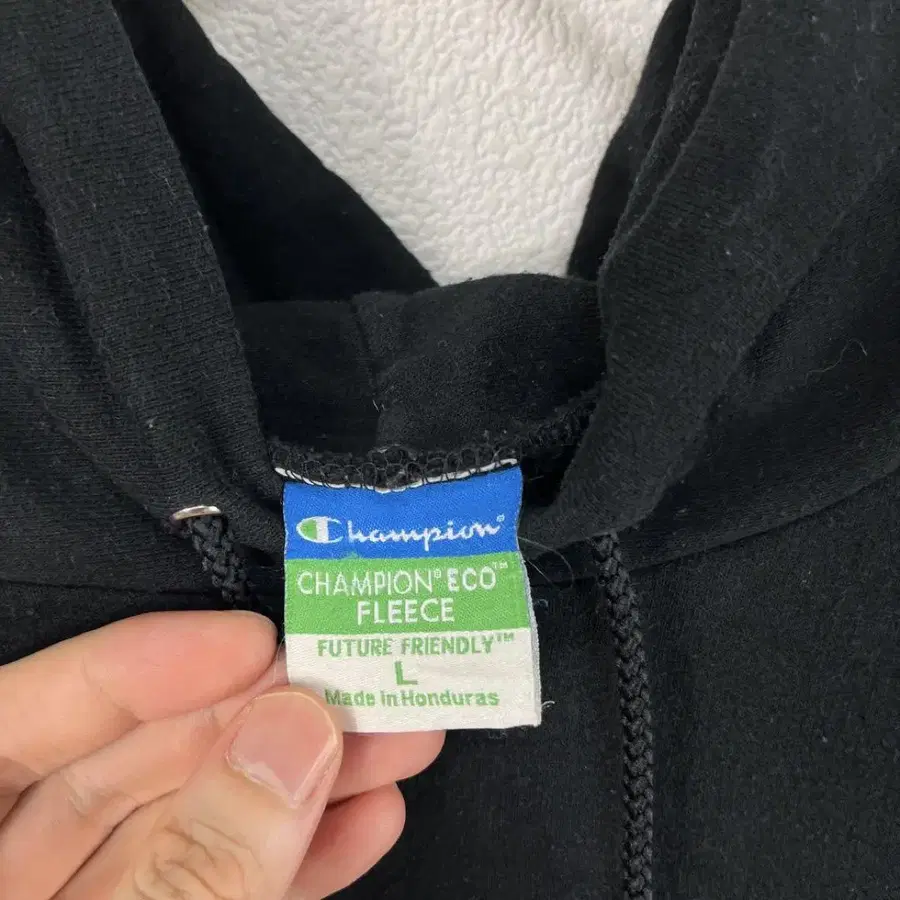 Champion®
CHAMPION® ECO™
FLEECE
FUTURE FRIENDLY™
L
Made in Honduras